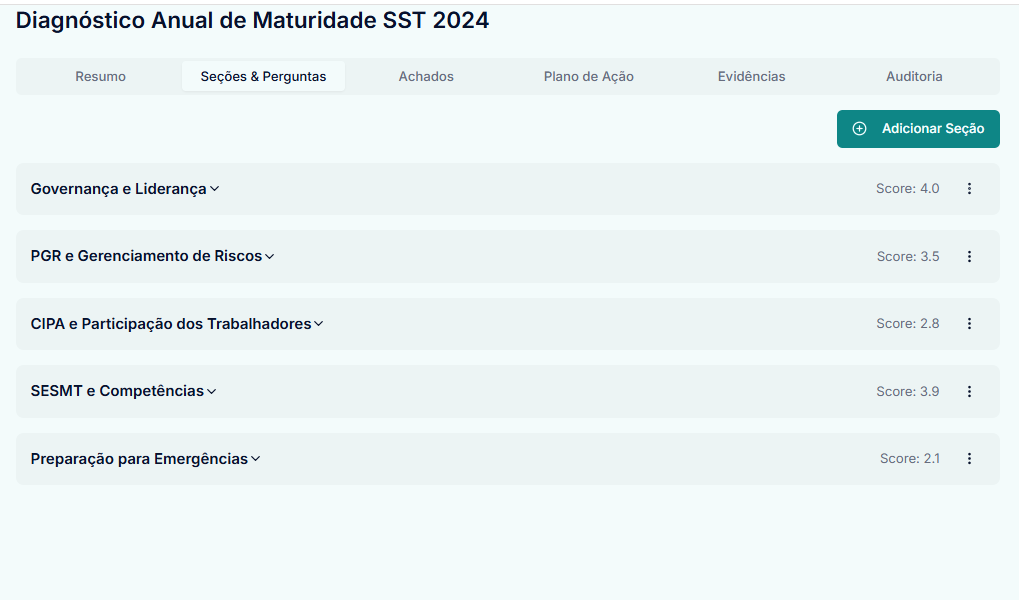 Diagnóstico Anual de Maturidade SST 2024
Resumo Seções & Perguntas Achados Plano de Ação Evidências Auditoria
Adicionar Seção
Governança e Liderança Score: 4.0
PGR e Gerenciamento de Riscos Score: 3.5
CIPA e Participação dos Trabalhadores Score: 2.8
SESMT e Competências Score: 3.9
Preparação para Emergências Score: 2.1